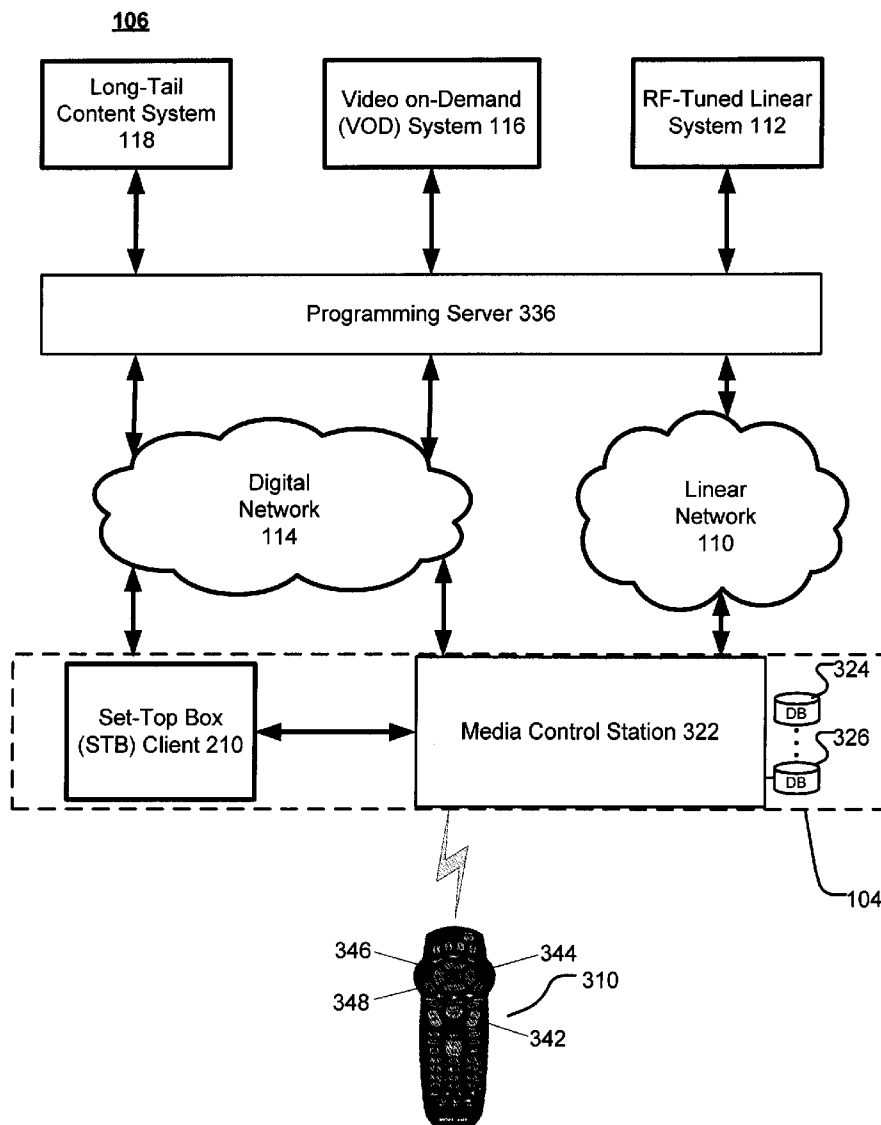 106
Long-Tail
Content System
118
Video on-Demand
(VOD) System 116
RF-Tuned Linear
System 112
Programming Server 336
Digital
Network
114
Linear
Network
110
Set-Top Box
(STB) Client 210
Media Control Station 322
324
DB
326
DB
104
346
344
348
310
342